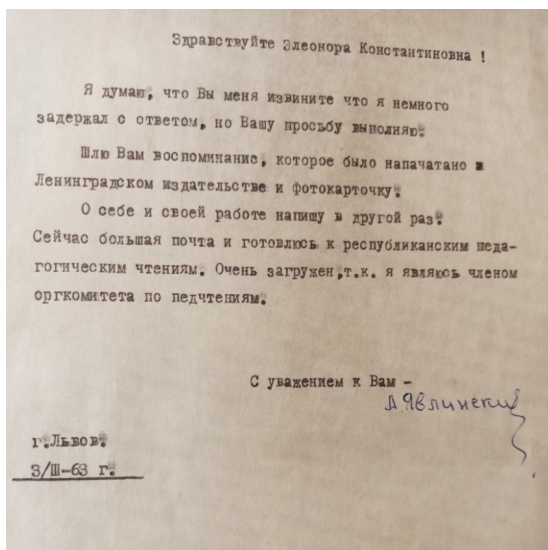 Здравствуйте Элеонора Константиновна !
Я думаю, что Вы меня извините что я немного
задержал с ответом, но Вашу просьбу выполняю.
Шлю Вам воспоминание, которое было напачатано в
Ленинградском издательстве и фотокарточку.
О себе и своей работе напишу в другой раз.
Сейчас большая почта и готовлюсь к республиканским педа-
гогическим чтениям. Очень загружен,т.к. я являюсь членом
оргкомитета по педчтениям.
С уважением к Вам -
А.Явлинский
г.Львов.
3/Ш-63 г.